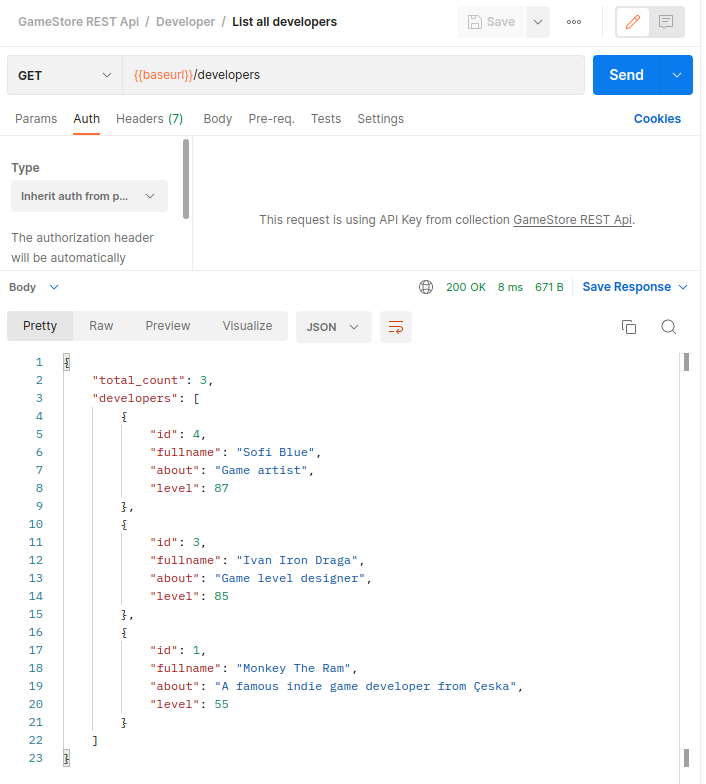 GameStore REST Api / Developer / List all developers
Save
GET
{{baseurl}}/developers
Send
Params Auth Headers (7) Body Pre-req. Tests Settings Cookies
Type
Inherit auth from p...
The authorization header
will be automatically
This request is using API Key from collection GameStore REST Api.
Body 200 OK 8 ms 671 B Save Response
Pretty Raw Preview Visualize JSON
1 {
2 "total_count": 3,
3 "developers": [
4 {
5 "id": 4,
6 "fullname": "Sofi Blue",
7 "about": "Game artist",
8 "level": 87
9 },
10 {
11 "id": 3,
12 "fullname": "Ivan Iron Draga",
13 "about": "Game level designer",
14 "level": 85
15 },
16 {
17 "id": 1,
18 "fullname": "Monkey The Ram",
19 "about": "A famous indie game developer from Çeska",
20 "level": 55
21 }
22 ]
23 }